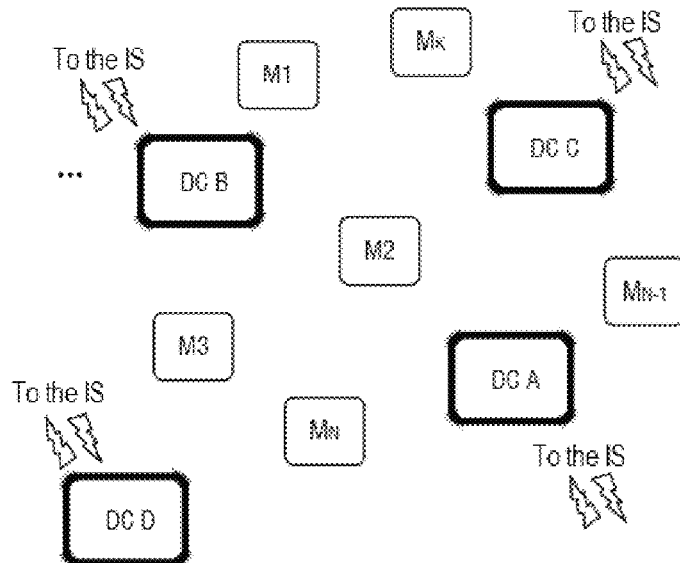 MK
To the IS
To the IS
M1
DC C
...
DC B
M2
MN-1
M3
DC A
To the IS
MN
To the IS
DC D